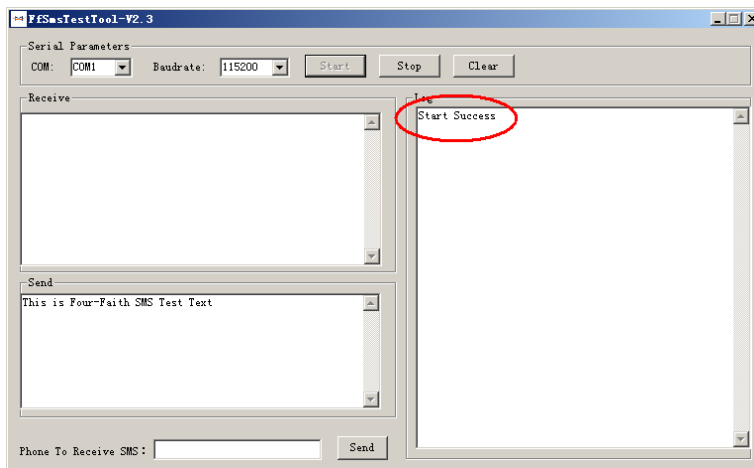 FfSmsTestTool-V2.3
Serial Parameters
COM: COM1 Baudrate: 115200 Start Stop Clear
Receive
Log
Start Success
Send
This is Four-Faith SMS Test Text
Phone To Receive SMS: Send